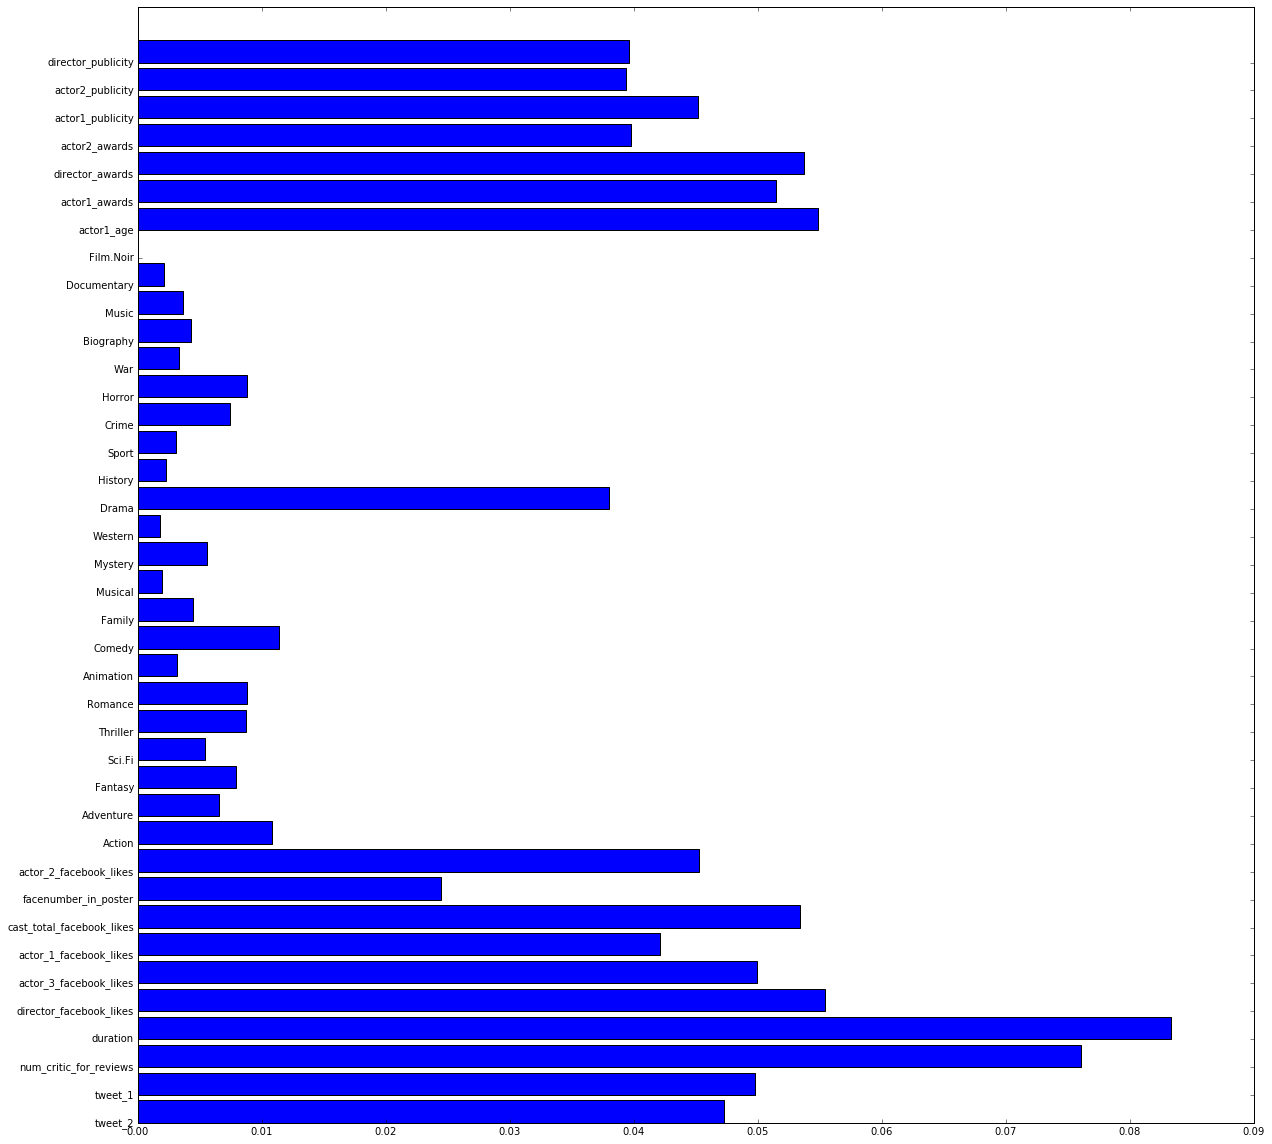 director_publicity
actor2_publicity
actor1_publicity
actor2_awards
director_awards
actor1_awards
actor1_age
Film.Noir
Documentary
Music
Biography
War
Horror
Crime
Sport
History
Drama
Western
Mystery
Musical
Family
Comedy
Animation
Romance
Thriller
Sci.Fi
Fantasy
Adventure
Action
actor_2_facebook_likes
facenumber_in_poster
cast_total_facebook_likes
actor_1_facebook_likes
actor_3_facebook_likes
director_facebook_likes
duration
num_critic_for_reviews
tweet_1
tweet_2
0.00 0.01 0.02 0.03 0.04 0.05 0.06 0.07 0.08 0.09